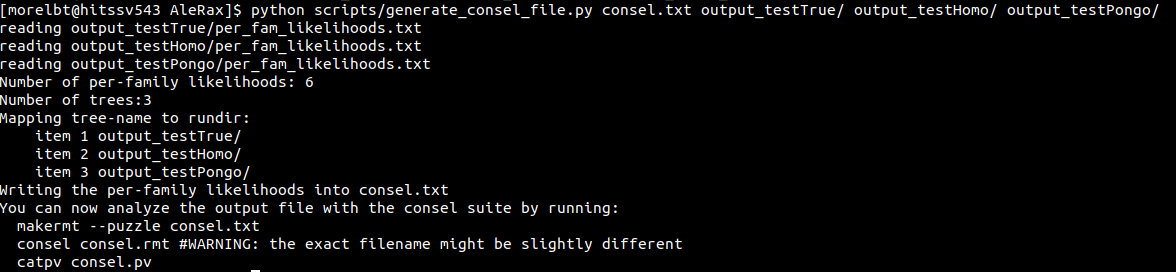 [morelbt@hitssv543 AleRax]$ python scripts/generate_consel_file.py consel.txt output_testTrue/ output_testHomo/ output_testPongo/
reading output_testTrue/per_fam_likelihoods.txt
reading output_testHomo/per_fam_likelihoods.txt
reading output_testPongo/per_fam_likelihoods.txt
Number of per-family likelihoods: 6
Number of trees:3
Mapping tree-name to rundir:
    item 1 output_testTrue/
    item 2 output_testHomo/
    item 3 output_testPongo/
Writing the per-family likelihoods into consel.txt
You can now analyze the output file with the consel suite by running:
  makermt --puzzle consel.txt
  consel consel.rmt #WARNING: the exact filename might be slightly different
  catpv consel.pv